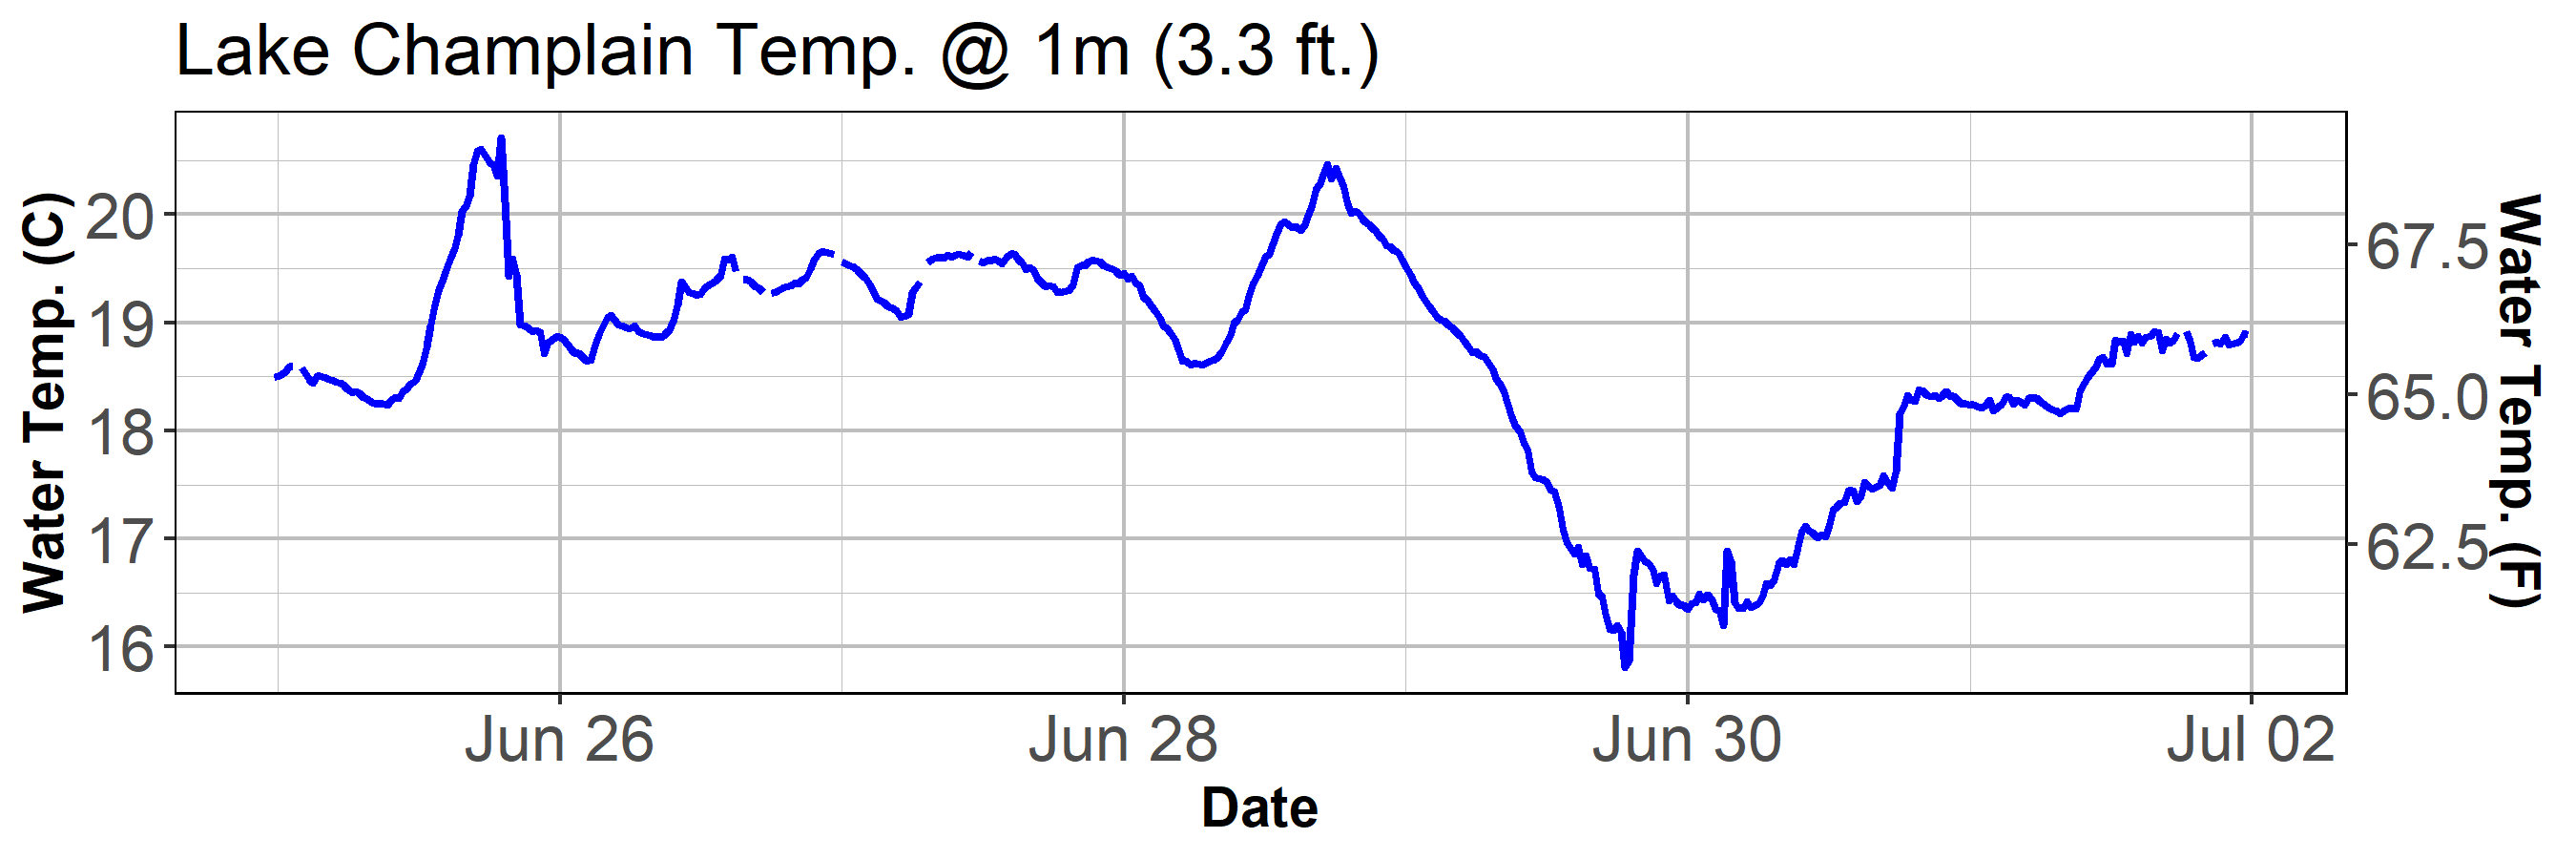 Lake Champlain Temp. @ 1m (3.3 ft.)
Water Temp. (C)
20
19
18
17
16
67.5
65.0
62.5
Water Temp. (F)
Jun 26
Jun 28
Jun 30
Jul 02
Date